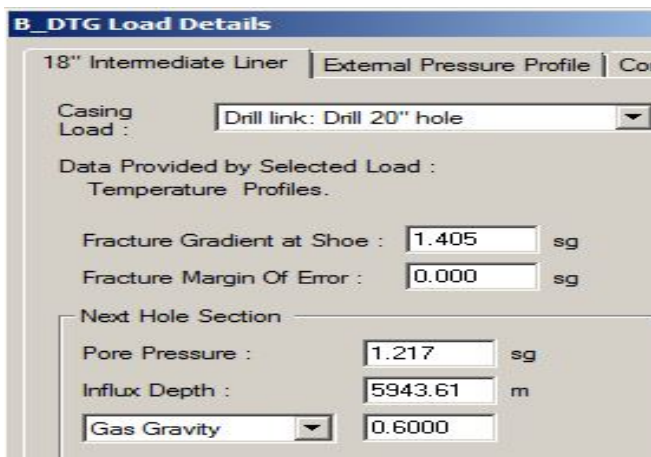 B_DTG Load Details
18" Intermediate Liner External Pressure Profile Co
Casing Load : Drill link: Drill 20" hole
Data Provided by Selected Load :
Temperature Profiles.
Fracture Gradient at Shoe : 1.405 sg
Fracture Margin Of Error : 0.000 sg
Next Hole Section
Pore Pressure : 1.217 sg
Influx Depth : 5943.61 m
Gas Gravity 0.6000